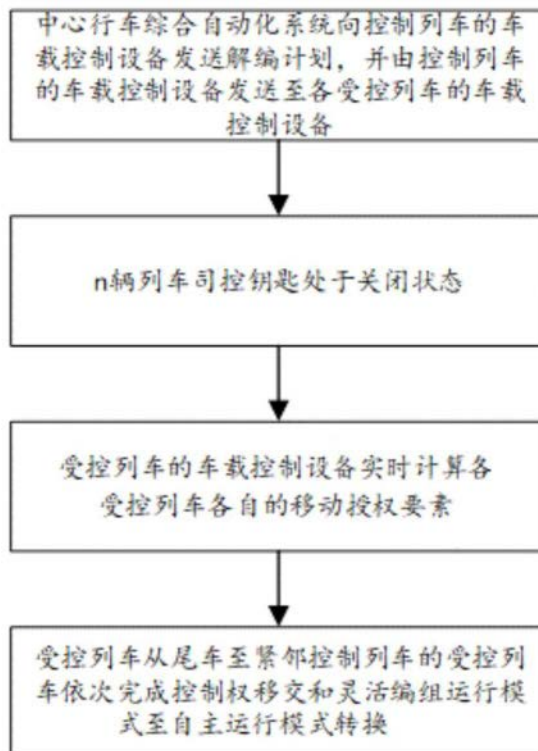 中心行车综合自动化系统向控制列车的车
载控制设备发送解编计划，并由控制列车
的车载控制设备发送至各受控列车的车载
控制设备
n辆列车司控钥匙处于关闭状态
受控列车的车载控制设备实时计算各
受控列车各自的移动授权要素
受控列车从尾车至紧邻控制列车的受控列
车依次完成控制权移交和灵活编组运行模
式至自主运行模式转换